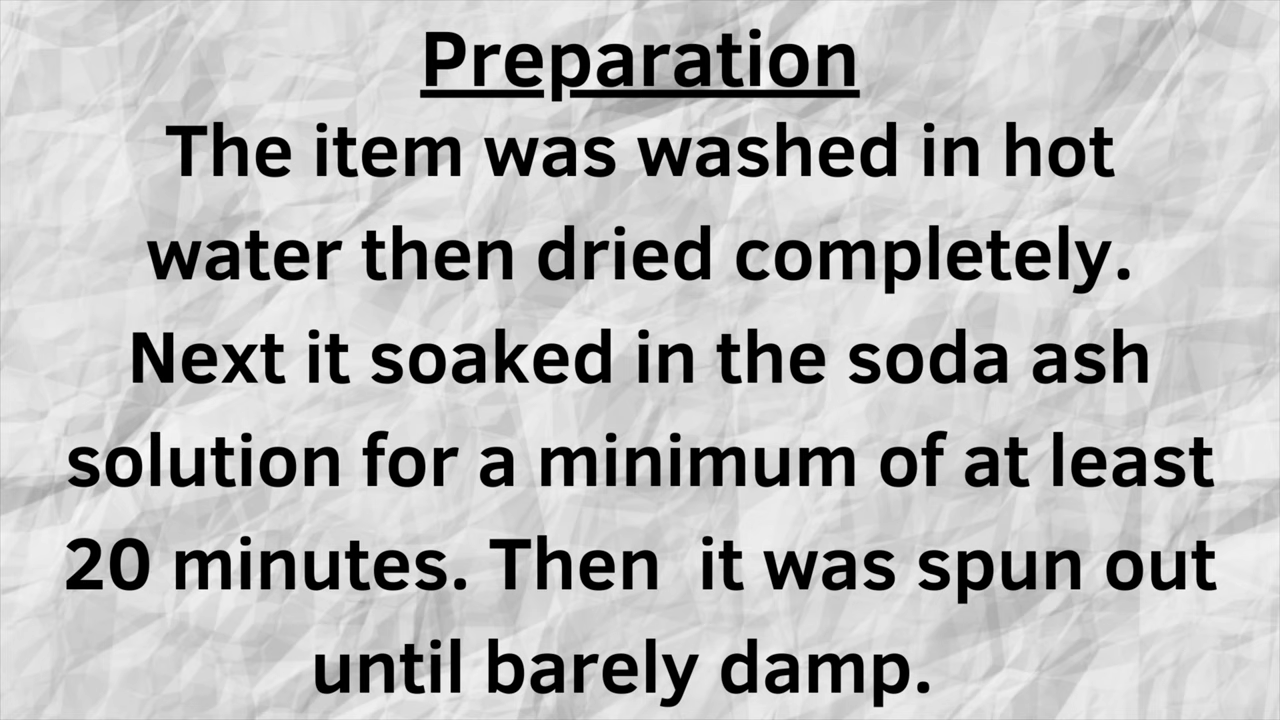 Preparation
The item was washed in hot
water then dried completely.
Next it soaked in the soda ash
solution for a minimum of at least
20 minutes. Then  it was spun out
until barely damp.